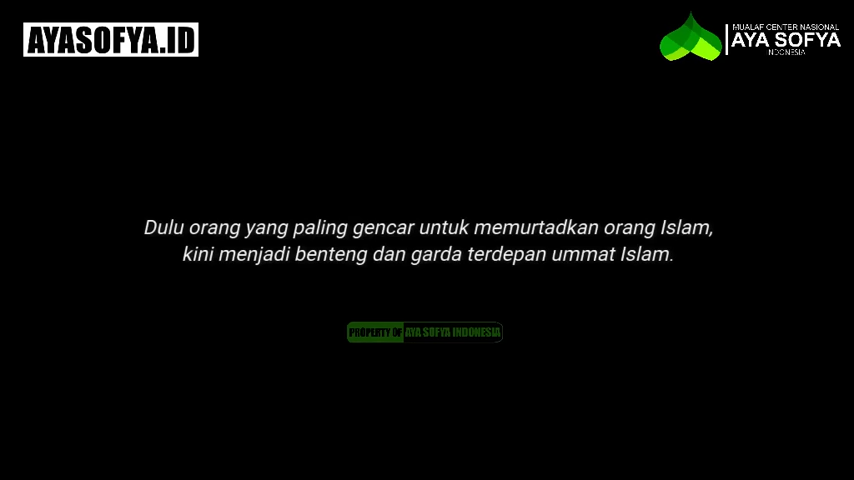 AYASOFYA.ID
MUALAF CENTER NASIONAL
AYA SOFYA
INDONESIA
Dulu orang yang paling gencar untuk memurtadkan orang Islam,
kini menjadi benteng dan garda terdepan ummat Islam.
PROPERTY OF AYA SOFYA INDONESIA